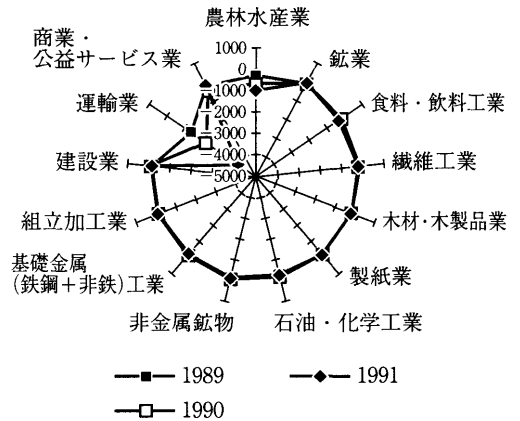 農林水産業
商業・
公益サービス業
鉱業
運輸業
食料・飲料工業
建設業
繊維工業
組立加工業
木材・木製品業
基礎金属
(鉄鋼＋非鉄)工業
製紙業
非金属鉱物
石油・化学工業
1000
0
1000
2000
3000
4000
5000
1989
1991
1990